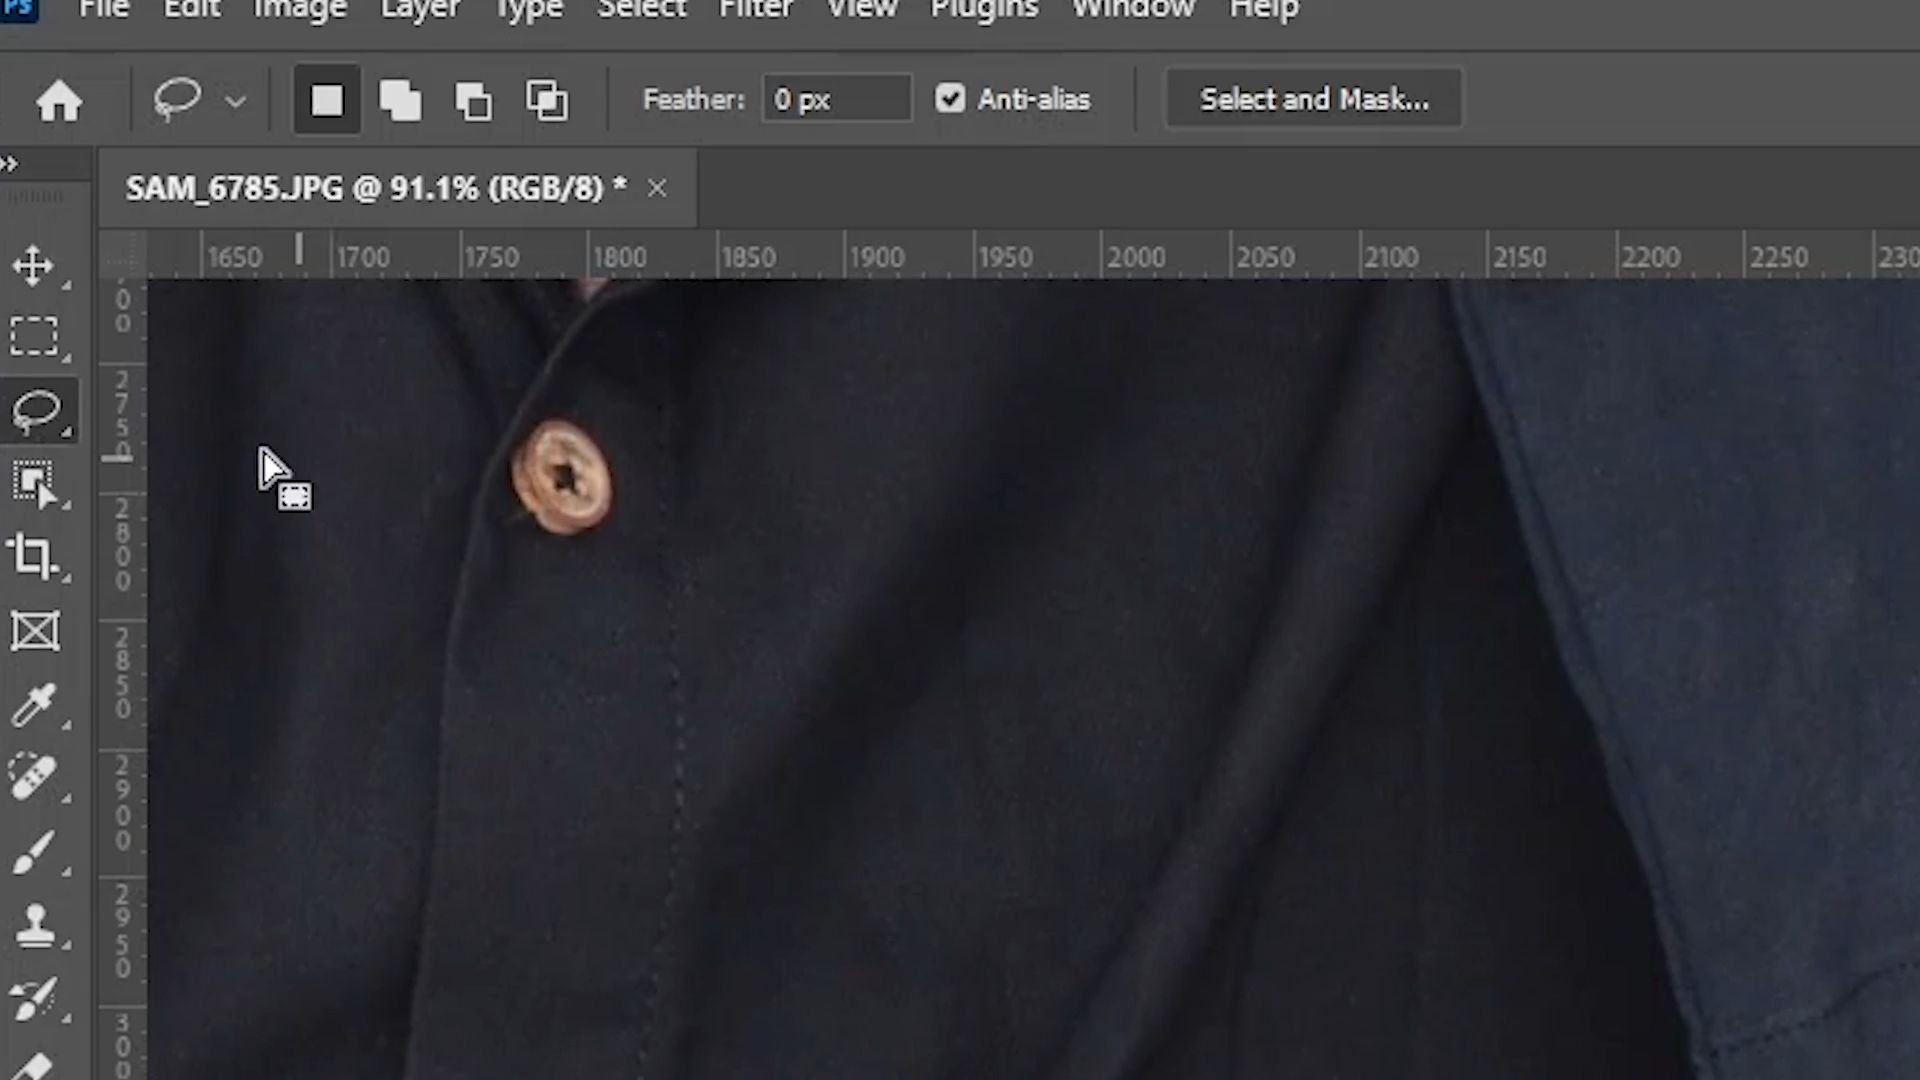 Ps File Edit Image Layer Type Select Filter View Plugins Window Help
Feather: 0 px Anti-alias Select and Mask...
SAM_6785.JPG @ 91.1% (RGB/8) * ×
1650 1700 1750 1800 1850 1900 1950 2000 2050 2100 2150 2200 2250 230
00
2750
2800
2850
2900
2950
300